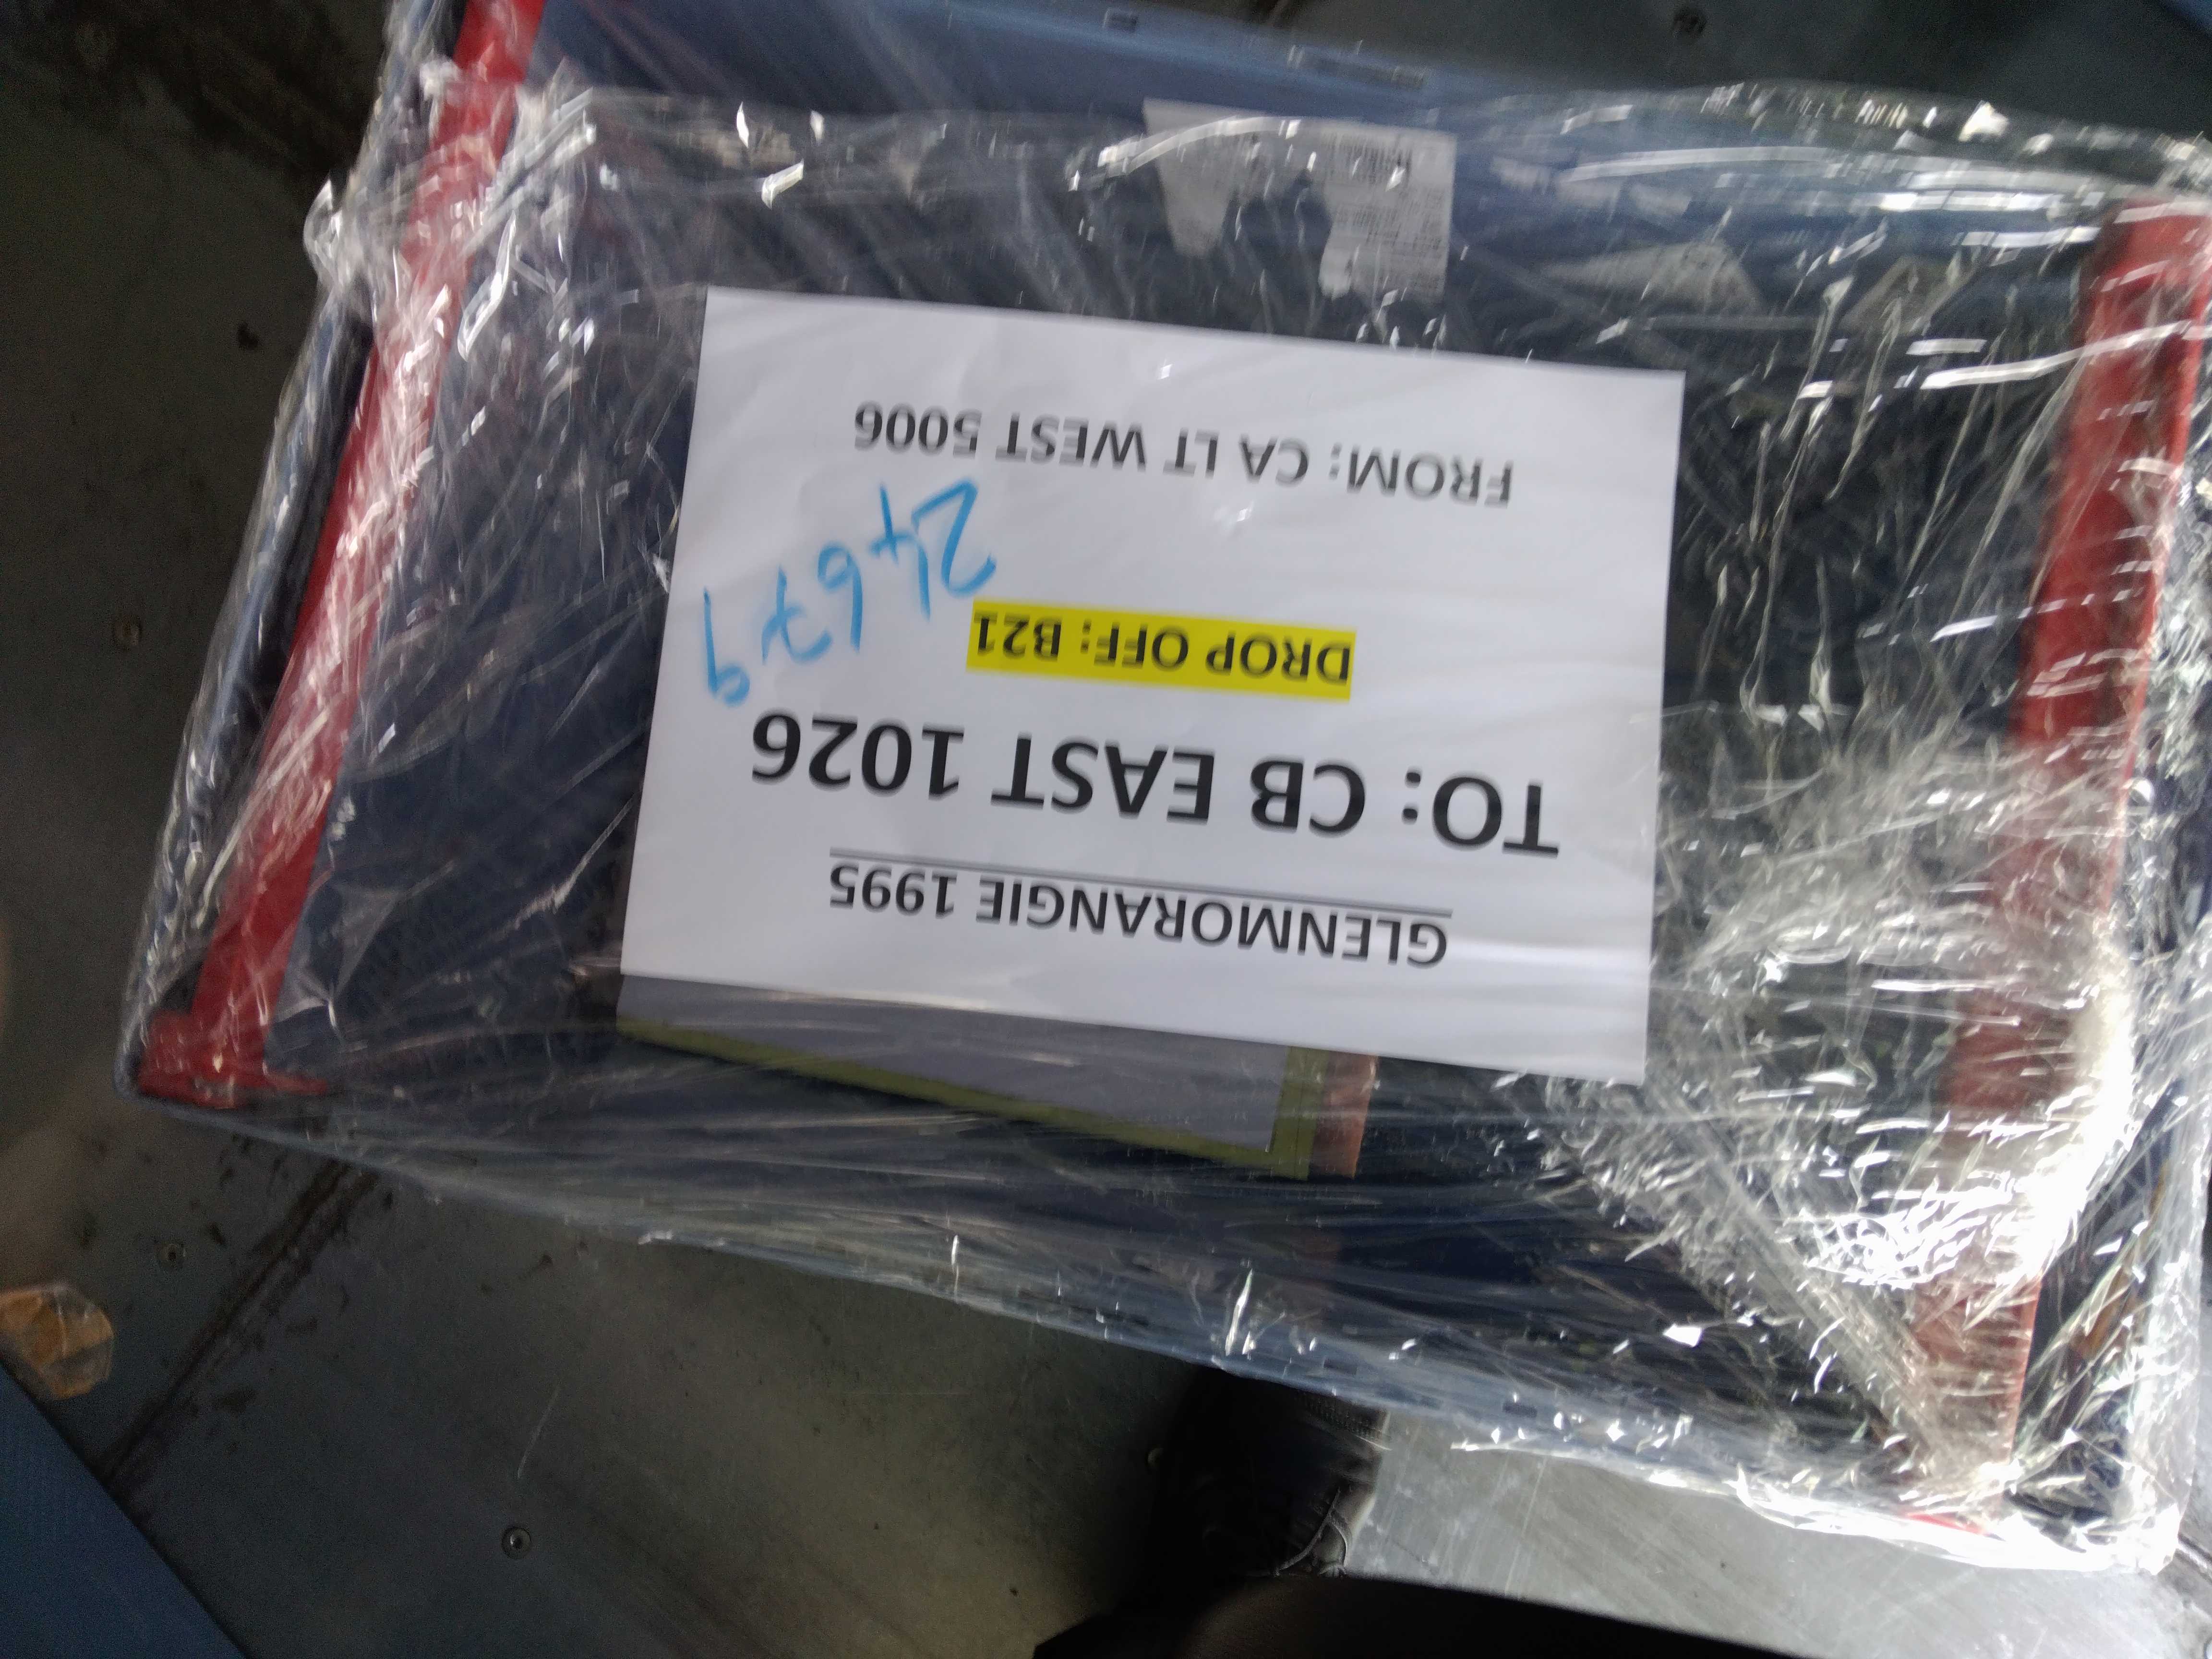 GLENMORANGIE 1995
TO: CB EAST 1026
DROP OFF: B21
24679
FROM: CA LT WEST 5006